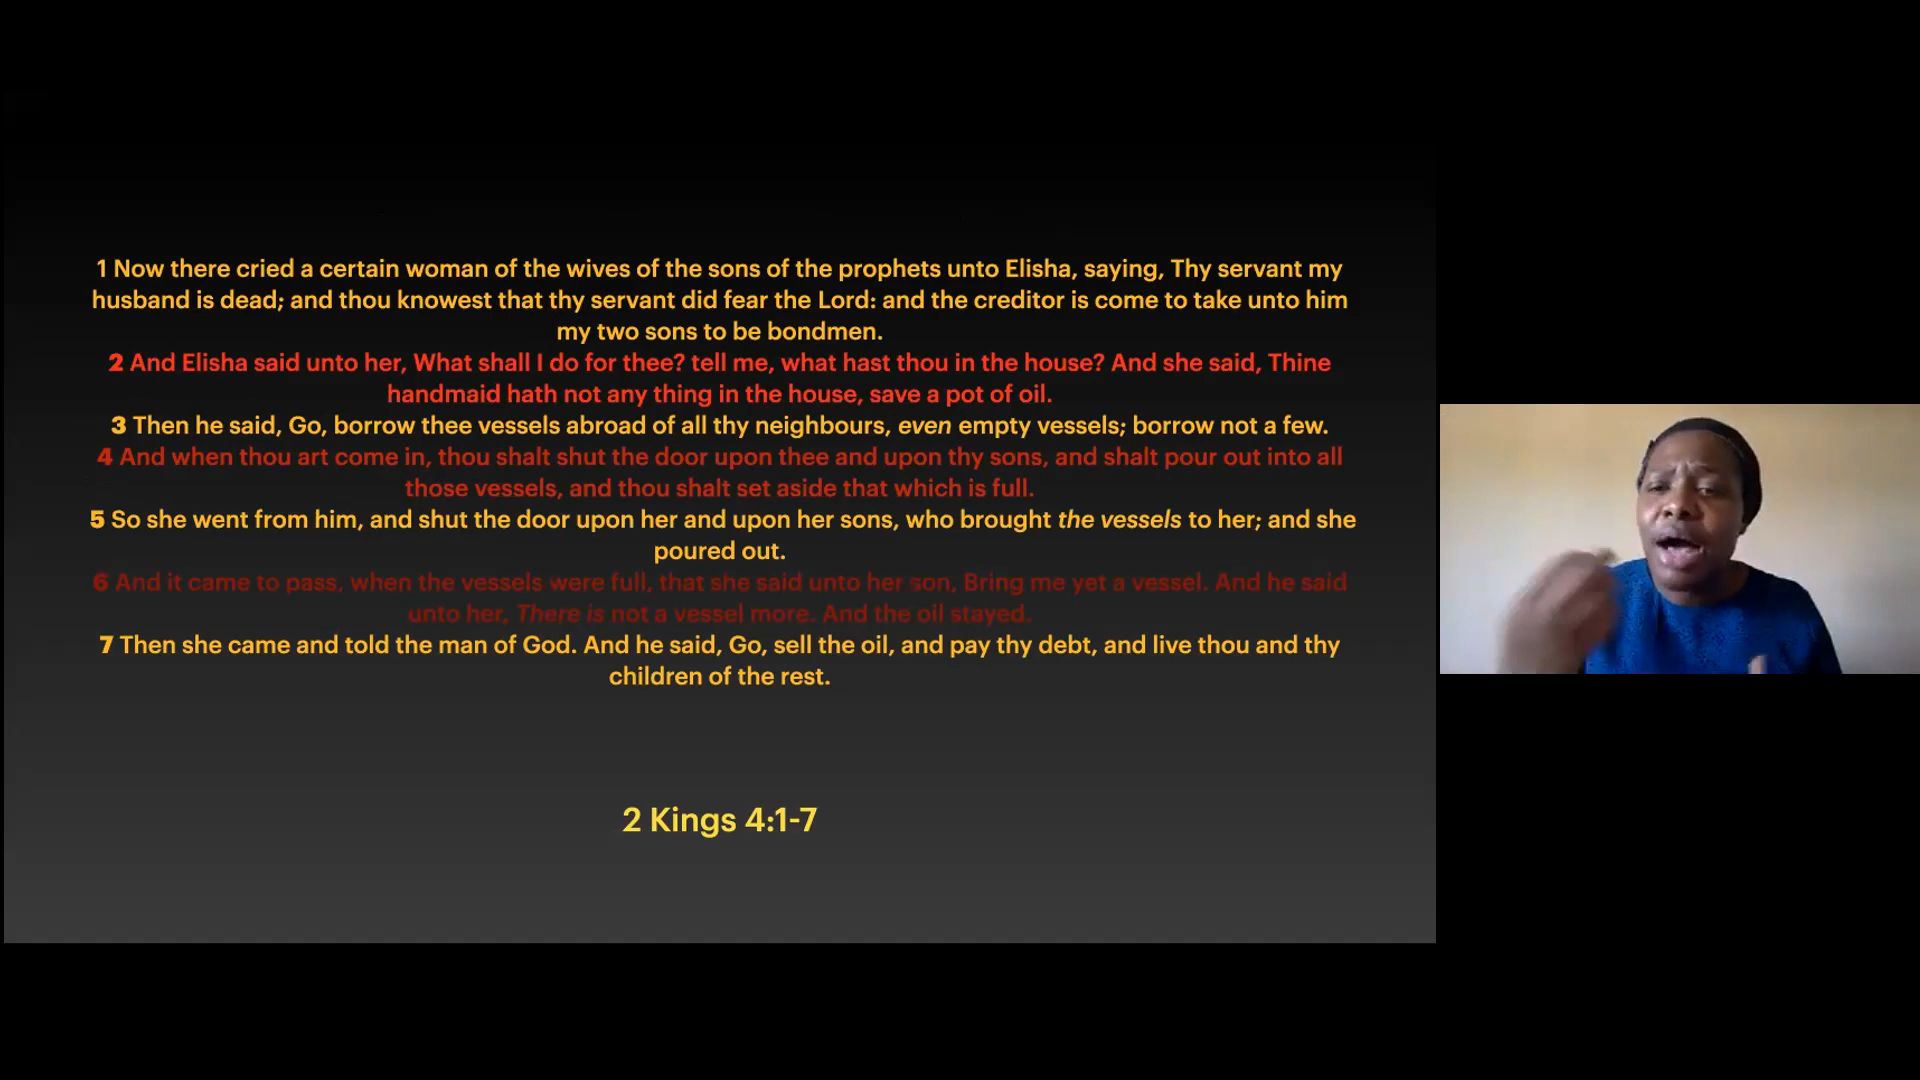 1 Now there cried a certain woman of the wives of the sons of the prophets unto Elisha, saying, Thy servant my
husband is dead; and thou knowest that thy servant did fear the Lord: and the creditor is come to take unto him
my two sons to be bondmen.
2 And Elisha said unto her, What shall I do for thee? tell me, what hast thou in the house? And she said, Thine
handmaid hath not any thing in the house, save a pot of oil.
3 Then he said, Go, borrow thee vessels abroad of all thy neighbours, even empty vessels; borrow not a few.
4 And when thou art come in, thou shalt shut the door upon thee and upon thy sons, and shalt pour out into all
those vessels, and thou shalt set aside that which is full.
5 So she went from him, and shut the door upon her and upon her sons, who brought the vessels to her; and she
poured out.
6 And it came to pass, when the vessels were full, that she said unto her son, Bring me yet a vessel. And he said
unto her, There is not a vessel more. And the oil stayed.
7 Then she came and told the man of God. And he said, Go, sell the oil, and pay thy debt, and live thou and thy
children of the rest.
2 Kings 4:1-7